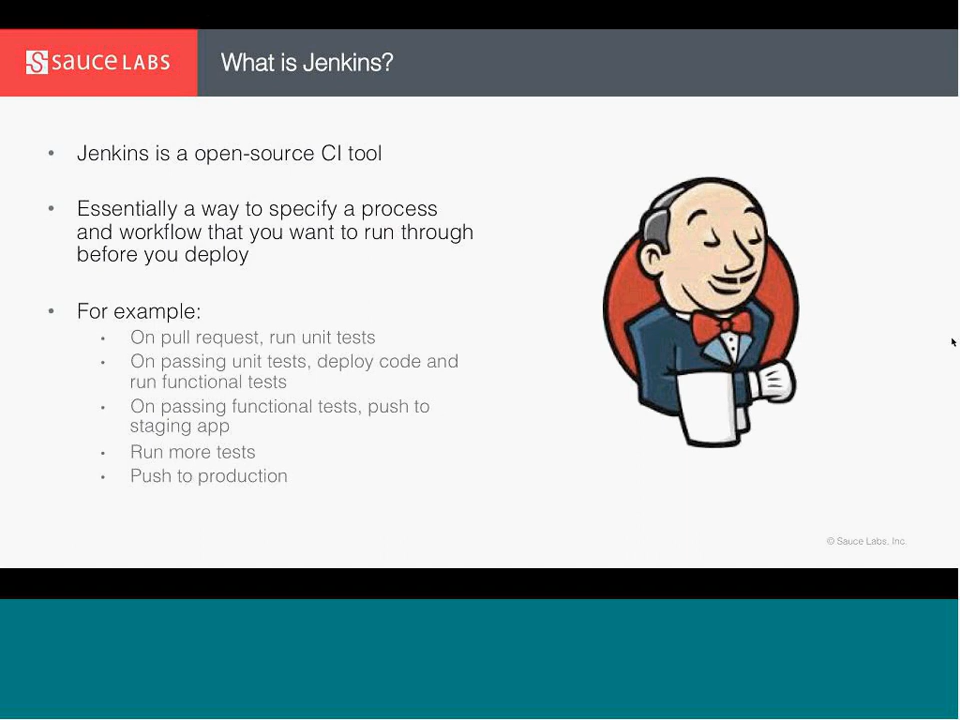 S sauce LABS
What is Jenkins?
• Jenkins is a open-source CI tool
• Essentially a way to specify a process
and workflow that you want to run through
before you deploy
• For example:
• On pull request, run unit tests
• On passing unit tests, deploy code and
run functional tests
• On passing functional tests, push to
staging app
• Run more tests
• Push to production
© Sauce Labs, Inc.